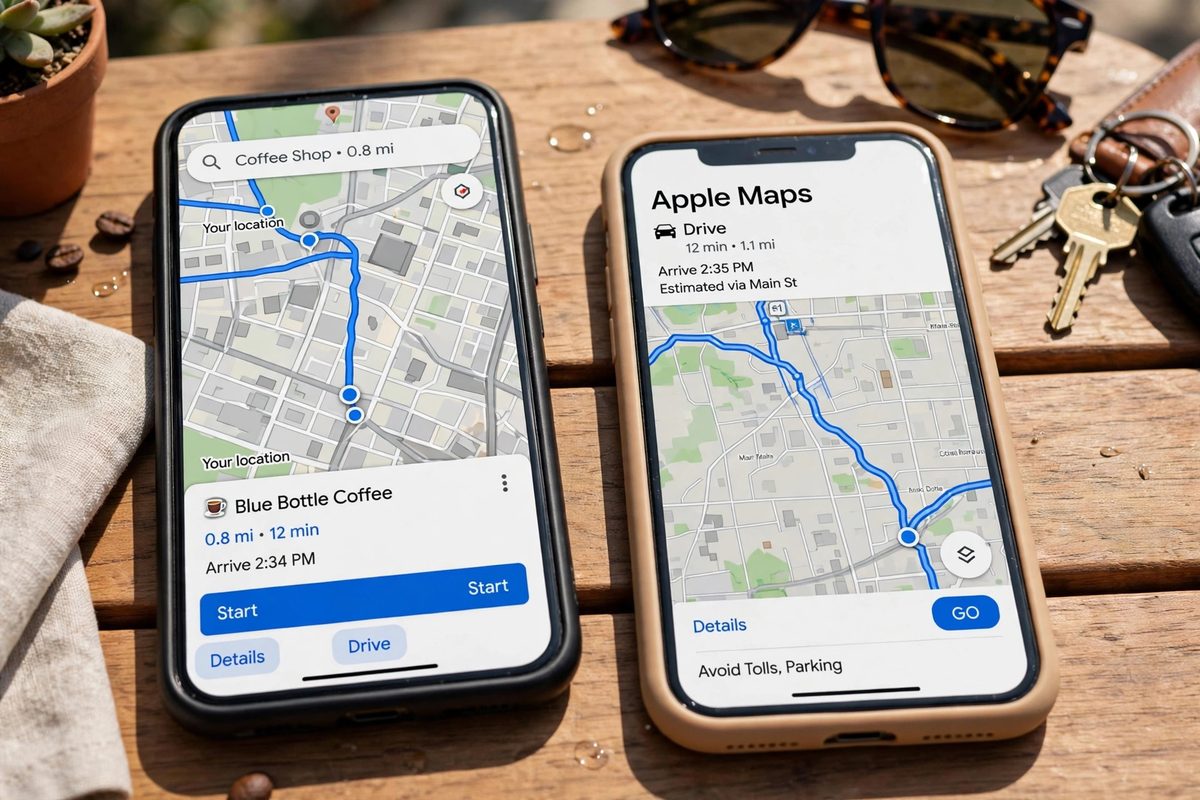 Coffee Shop • 0.8 mi
Your location
Your location
Blue Bottle Coffee
0.8 mi • 12 min
Arrive 2:34 PM
Start
Start
Details
Drive
Apple Maps
Drive
12 min • 1.1 mi
Arrive 2:35 PM
Estimated via Main St
Details
GO
Avoid Tolls, Parking